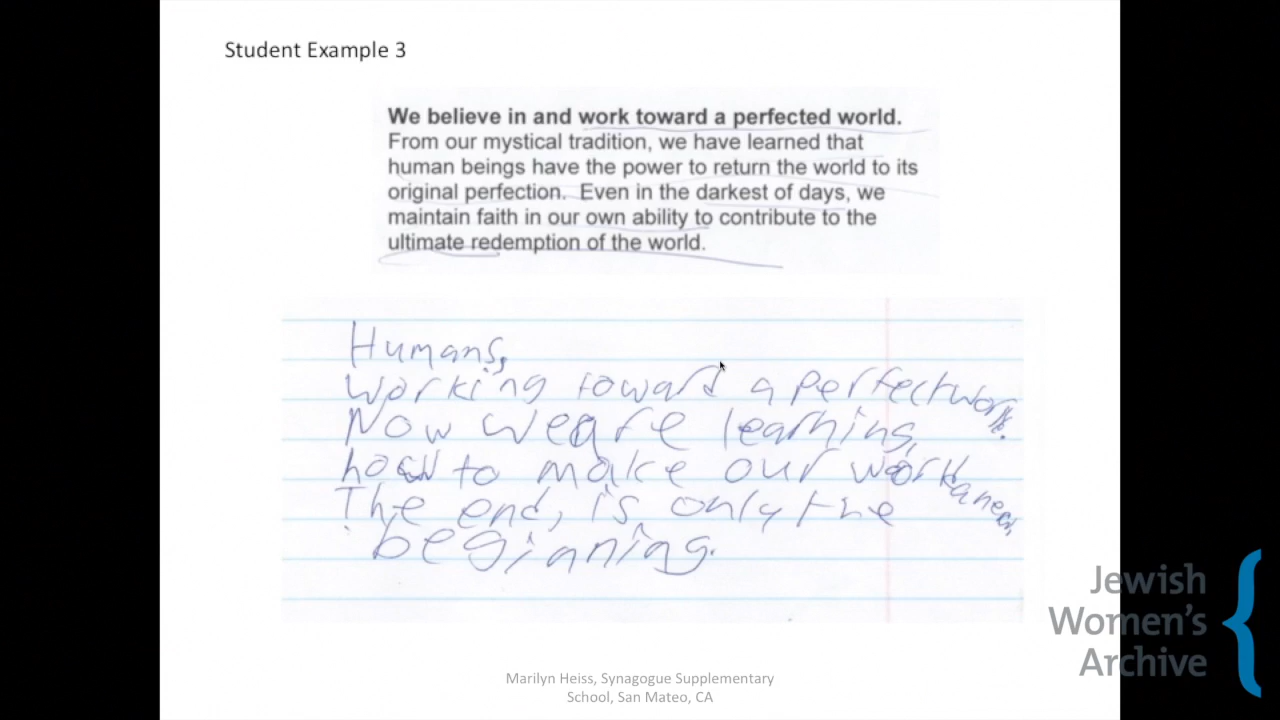 Student Example 3
We believe in and work toward a perfected world.
From our mystical tradition, we have learned that
human beings have the power to return the world to its
original perfection. Even in the darkest of days, we
maintain faith in our own ability to contribute to the
ultimate redemption of the world.
Humans,
working toward a perfect
Now we are learning,
how to make our work
The end, is only the
beginning.
Marilyn Heiss, Synagogue Supplementary
School, San Mateo, CA
Jewish
Women's
Archive